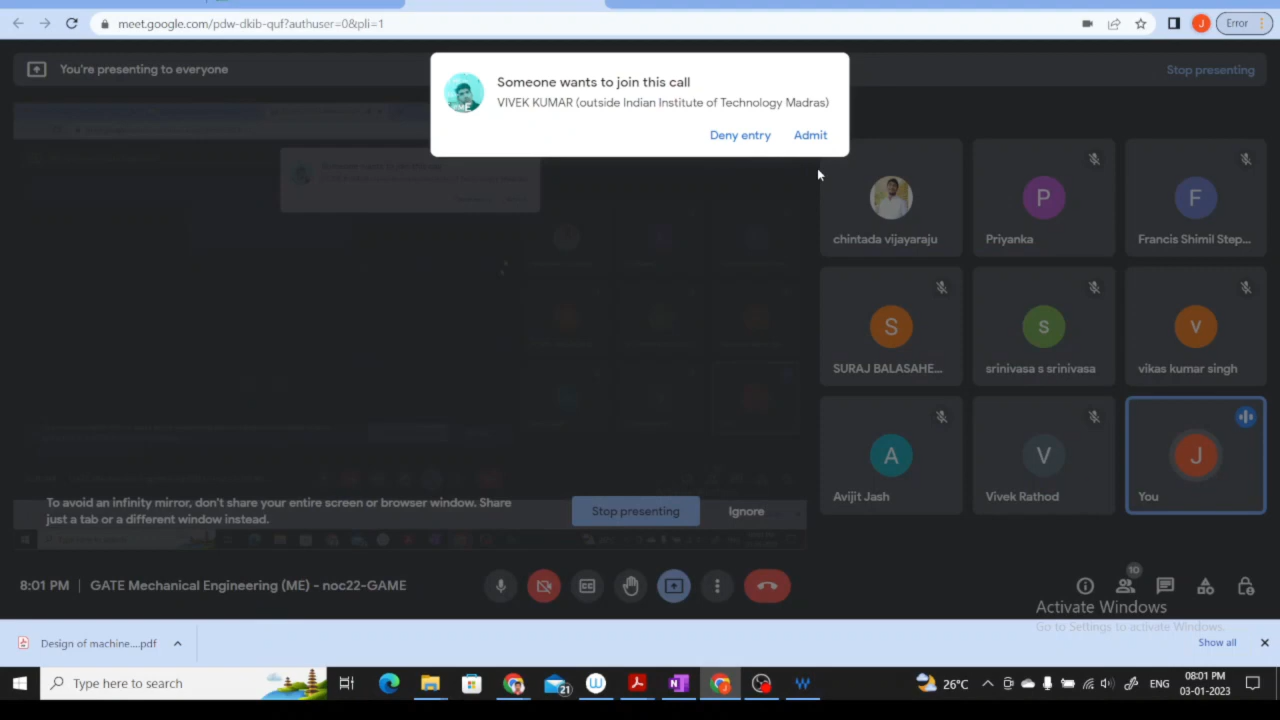 meet.google.com/pdw-dkib-quf?authuser=0&pli=1
J
Error
You're presenting to everyone
Stop presenting
Someone wants to join this call
VIVEK KUMAR (outside Indian Institute of Technology Madras)
Deny entry
Admit
chintada vijayaraju
P
Priyanka
F
Francis Shimil Step...
S
SURAJ BALASAHE...
s
srinivasa s srinivasa
v
vikas kumar singh
A
Avijit Jash
V
Vivek Rathod
J
You
To avoid an infinity mirror, don't share your entire screen or browser window. Share
just a tab or a different window instead.
Stop presenting
Ignore
8:01 PM | GATE Mechanical Engineering (ME) - noc22-GAME
10
Activate Windows
Go to Settings to activate Windows.
Design of machine....pdf
Show all
Type here to search
21
26°C
ENG
08:01 PM
03-01-2023